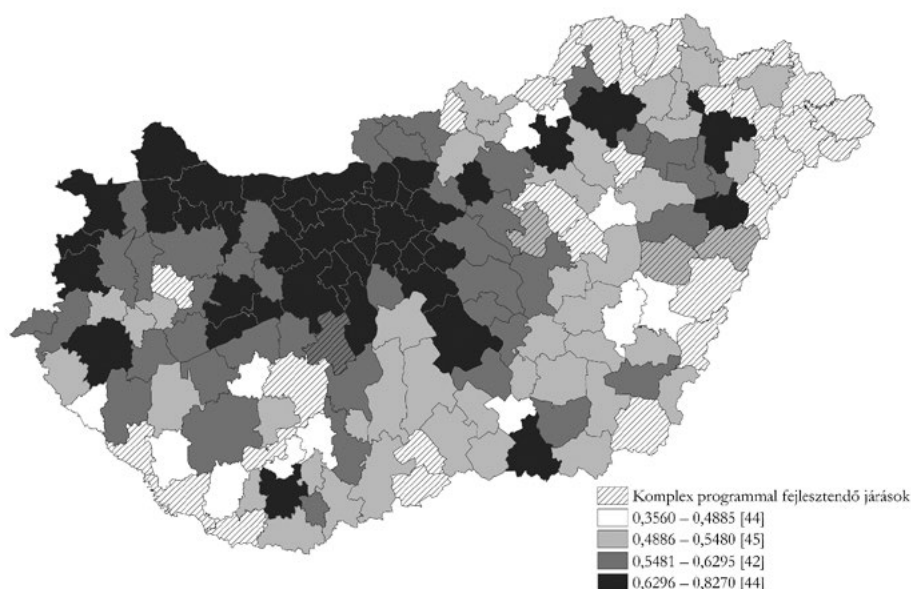 Komplex programmal fejlesztendő járások
0,3560 – 0,4885 [44]
0,4886 – 0,5480 [45]
0,5481 – 0,6295 [42]
0,6296 – 0,8270 [44]